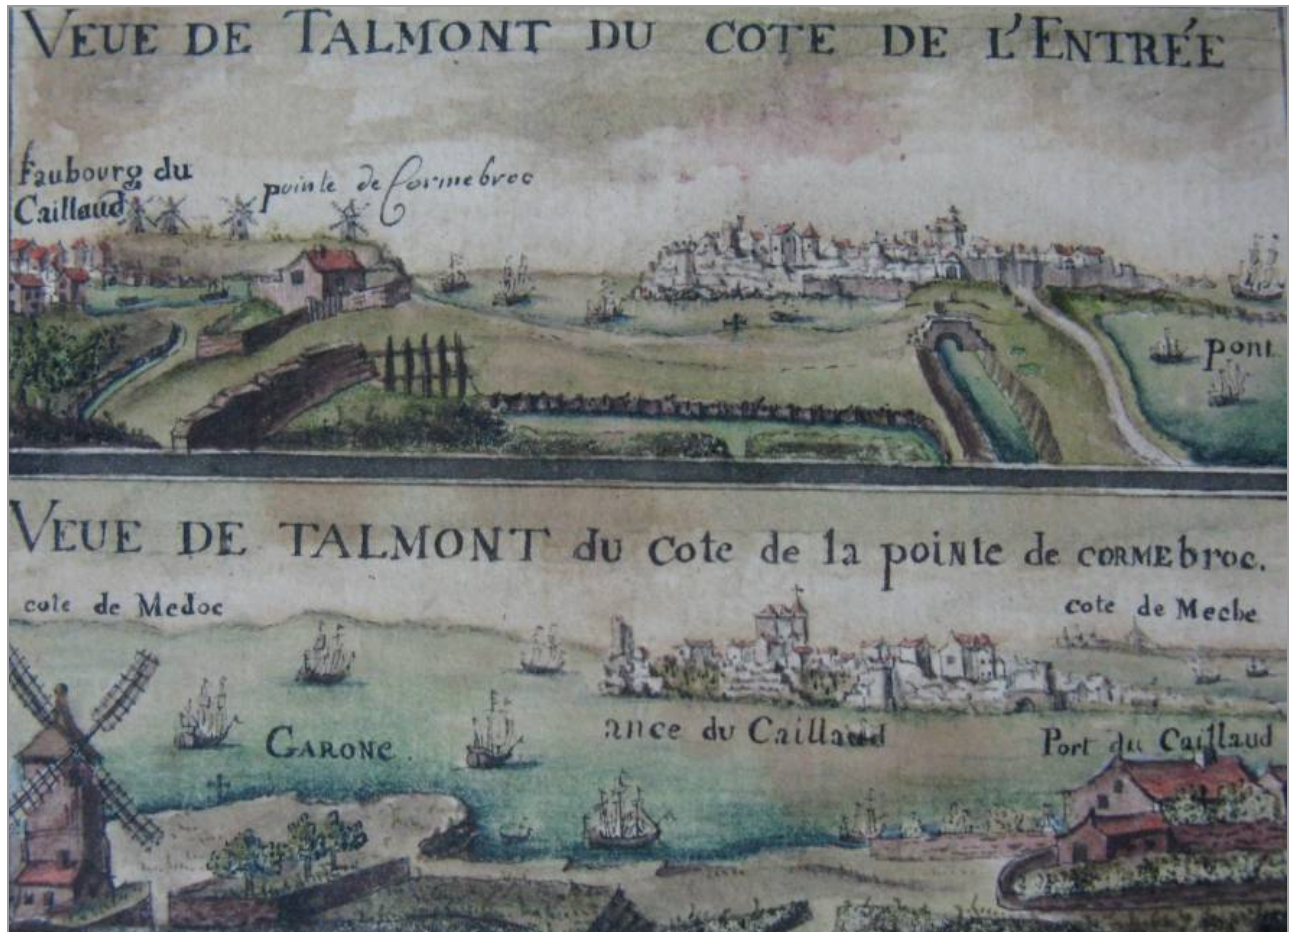 VEUE DE TALMONT DU COTE DE L'ENTRÉE
Faubourg du
Caillaud
pointe de Cormebroc
pont
VEUE DE TALMONT du cote de la pointe de CORMEbroc.
cote de Medoc
cote de Meche
GARONE
ance du Caillaud
Port du Caillaud